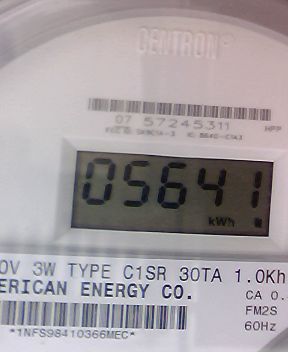 CENTRON®
07 57245311
HPP
05641
kWh
0V 3W TYPE C1SR 30TA 1.0Kh
ERICAN ENERGY CO.
CA 0.
FM2S
60Hz
*1NFS98410366MEC*